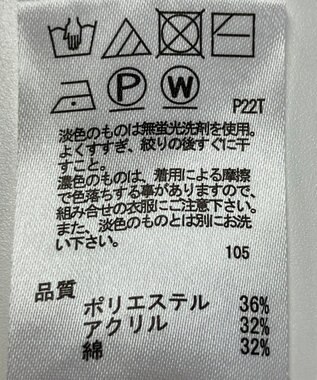 P W
P22T
淡色のものは無蛍光洗剤を使用。
よくすすぎ、絞りの後すぐに干
すこと。
濃色のものは、着用による摩擦
で色落ちする事がありますので、
組み合せの衣服にご注意下さい。
また、淡色のものとは別にお洗
い下さい。
105
品質
ポリエステル 36%
アクリル 32%
綿 32%